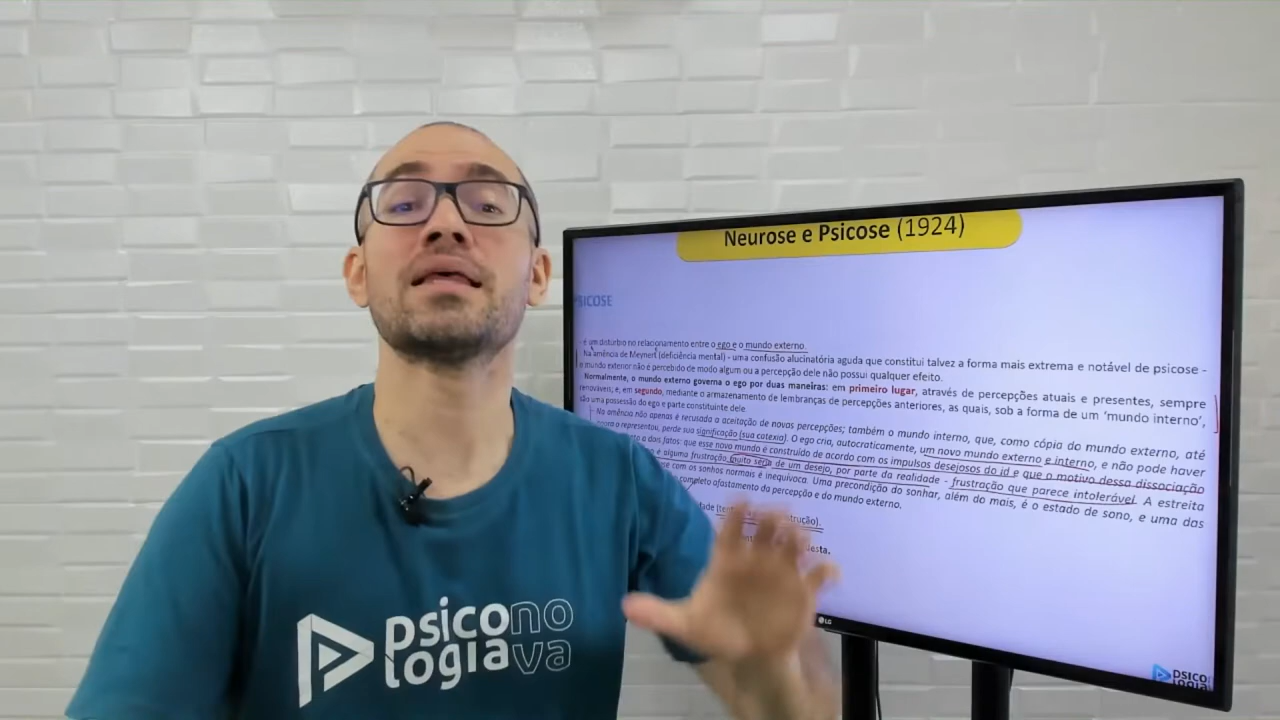 Neurose e Psicose (1924)
PSICOSE
- é um distúrbio no relacionamento entre o ego e o mundo externo.
Na amência de Meynert (deficiência mental) - uma confusão alucinatória aguda que constitui talvez a forma mais extrema e notável de psicose -
o mundo exterior não é percebido de modo algum ou a percepção dele não possui qualquer efeito.
Normalmente, o mundo externo governa o ego por duas maneiras: em primeiro lugar, através de percepções atuais e presentes, sempre
renováveis; e, em segundo, mediante o armazenamento de lembranças de percepções anteriores, as quais, sob a forma de um 'mundo interno',
são uma possessão do ego e parte constituinte dele.
- Na amência não apenas é recusada a aceitação de novas percepções; também o mundo interno, que, como cópia do mundo externo, até
agora o representou, perde sua significação (sua catexia). O ego cria, autocraticamente, um novo mundo externo e interno, e não pode haver
a dois fatos: que esse novo mundo é construído de acordo com os impulsos desejosos do id e que o motivo dessa dissociação
é alguma frustração muito séria de um desejo, por parte da realidade - frustração que parece intolerável. A estreita
com os sonhos normais é inequívoca. Uma precondição do sonhar, além do mais, é o estado de sono, e uma das
completo afastamento da percepção e do mundo externo.
LG
psicono
logiava
PSICO
LOGIA